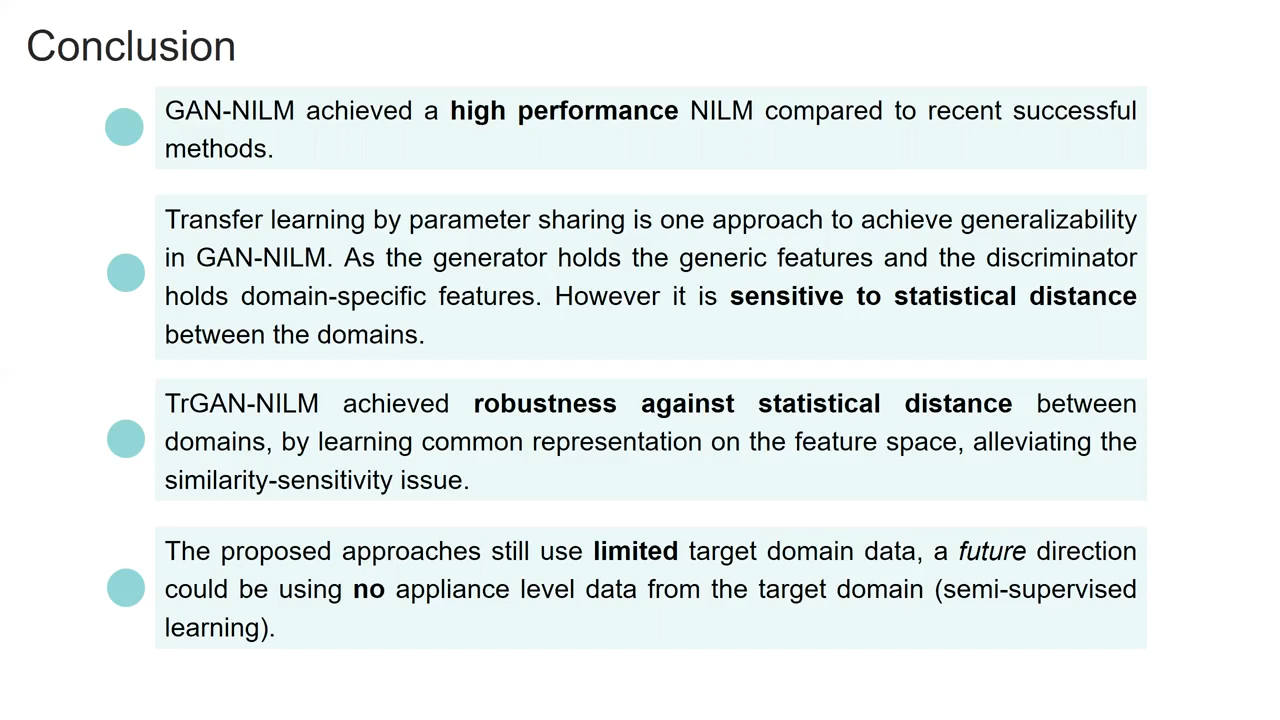 Conclusion
GAN-NILM achieved a high performance NILM compared to recent successful
methods.
Transfer learning by parameter sharing is one approach to achieve generalizability
in GAN-NILM. As the generator holds the generic features and the discriminator
holds domain-specific features. However it is sensitive to statistical distance
between the domains.
TrGAN-NILM achieved robustness against statistical distance between
domains, by learning common representation on the feature space, alleviating the
similarity-sensitivity issue.
The proposed approaches still use limited target domain data, a future direction
could be using no appliance level data from the target domain (semi-supervised
learning).